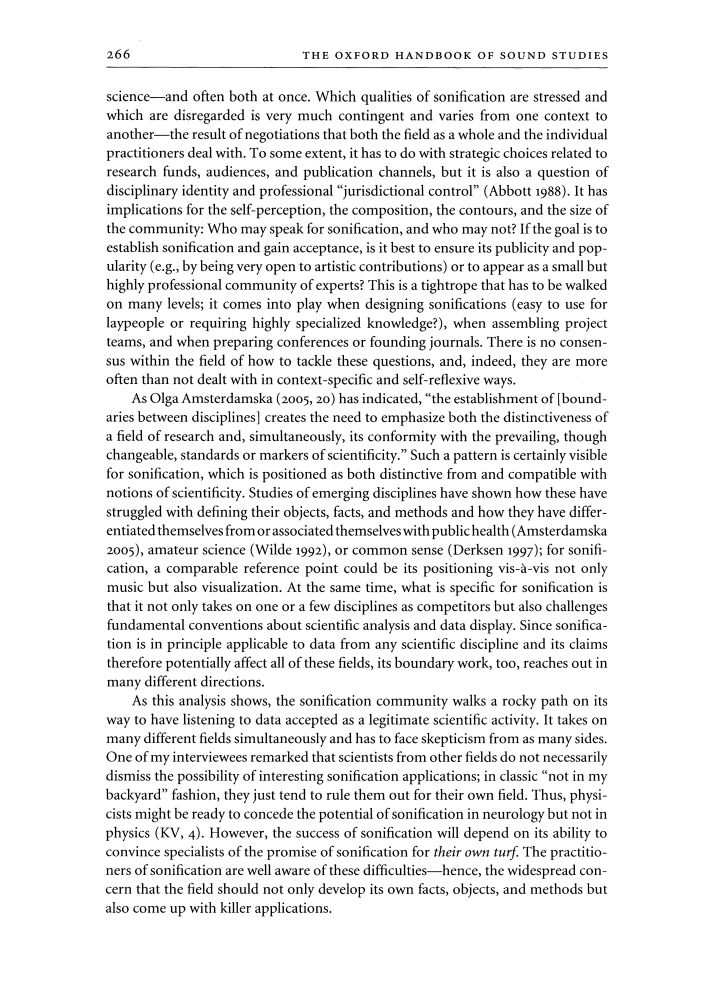 266
THE OXFORD HANDBOOK OF SOUND STUDIES
science—and often both at once. Which qualities of sonification are stressed and
which are disregarded is very much contingent and varies from one context to
another—the result of negotiations that both the field as a whole and the individual
practitioners deal with. To some extent, it has to do with strategic choices related to
research funds, audiences, and publication channels, but it is also a question of
disciplinary identity and professional “jurisdictional control” (Abbott 1988). It has
implications for the self-perception, the composition, the contours, and the size of
the community: Who may speak for sonification, and who may not? If the goal is to
establish sonification and gain acceptance, is it best to ensure its publicity and pop-
ularity (e.g., by being very open to artistic contributions) or to appear as a small but
highly professional community of experts? This is a tightrope that has to be walked
on many levels; it comes into play when designing sonifications (easy to use for
laypeople or requiring highly specialized knowledge?), when assembling project
teams, and when preparing conferences or founding journals. There is no consen-
sus within the field of how to tackle these questions, and, indeed, they are more
often than not dealt with in context-specific and self-reflexive ways.
As Olga Amsterdamska (2005, 20) has indicated, “the establishment of [bound-
aries between disciplines] creates the need to emphasize both the distinctiveness of
a field of research and, simultaneously, its conformity with the prevailing, though
changeable, standards or markers of scientificity.” Such a pattern is certainly visible
for sonification, which is positioned as both distinctive from and compatible with
notions of scientificity. Studies of emerging disciplines have shown how these have
struggled with defining their objects, facts, and methods and how they have differ-
entiated themselves from or associated themselves with public health (Amsterdamska
2005), amateur science (Wilde 1992), or common sense (Derksen 1997); for sonifi-
cation, a comparable reference point could be its positioning vis-à-vis not only
music but also visualization. At the same time, what is specific for sonification is
that it not only takes on one or a few disciplines as competitors but also challenges
fundamental conventions about scientific analysis and data display. Since sonifica-
tion is in principle applicable to data from any scientific discipline and its claims
therefore potentially affect all of these fields, its boundary work, too, reaches out in
many different directions.
As this analysis shows, the sonification community walks a rocky path on its
way to have listening to data accepted as a legitimate scientific activity. It takes on
many different fields simultaneously and has to face skepticism from as many sides.
One of my interviewees remarked that scientists from other fields do not necessarily
dismiss the possibility of interesting sonification applications; in classic “not in my
backyard” fashion, they just tend to rule them out for their own field. Thus, physi-
cists might be ready to concede the potential of sonification in neurology but not in
physics (KV, 4). However, the success of sonification will depend on its ability to
convince specialists of the promise of sonification for their own turf. The practitio-
ners of sonification are well aware of these difficulties—hence, the widespread con-
cern that the field should not only develop its own facts, objects, and methods but
also come up with killer applications.